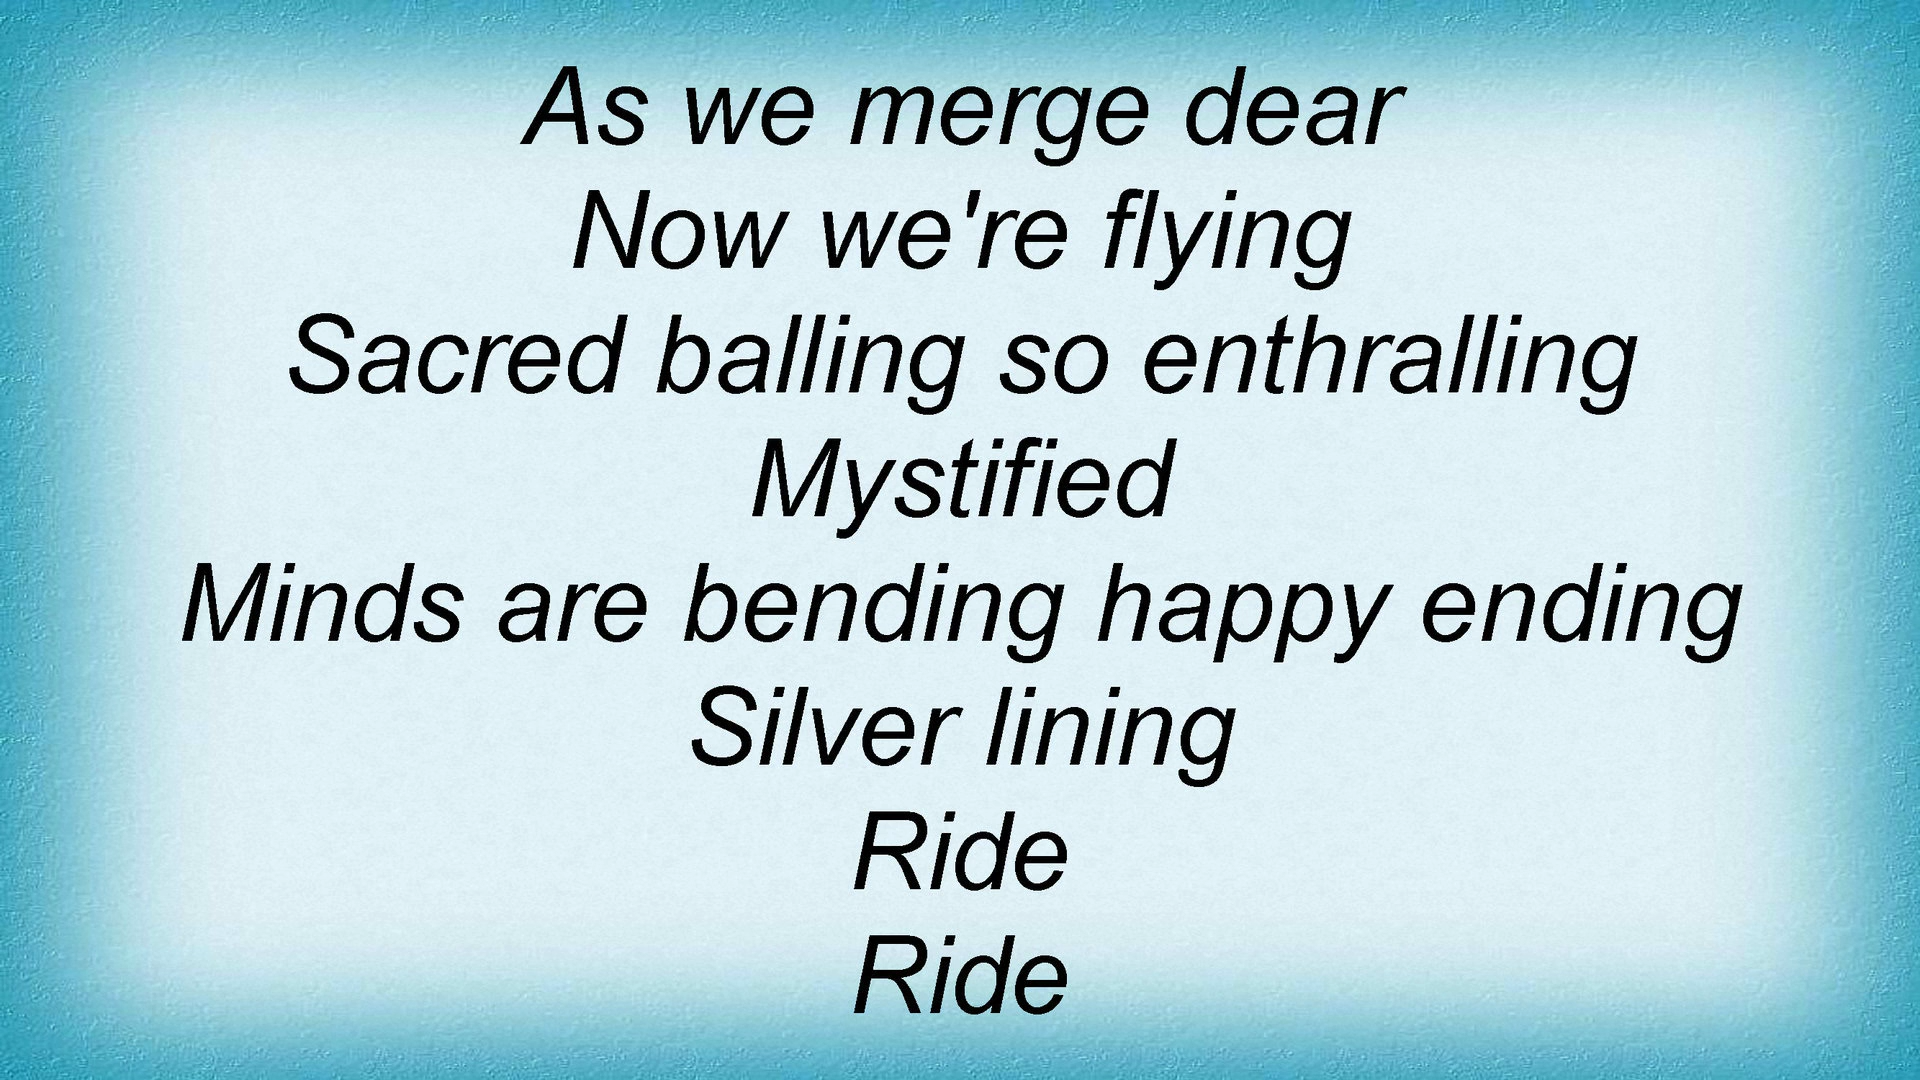 As we merge dear
Now we're flying
Sacred balling so enthralling
Mystified
Minds are bending happy ending
Silver lining
Ride
Ride